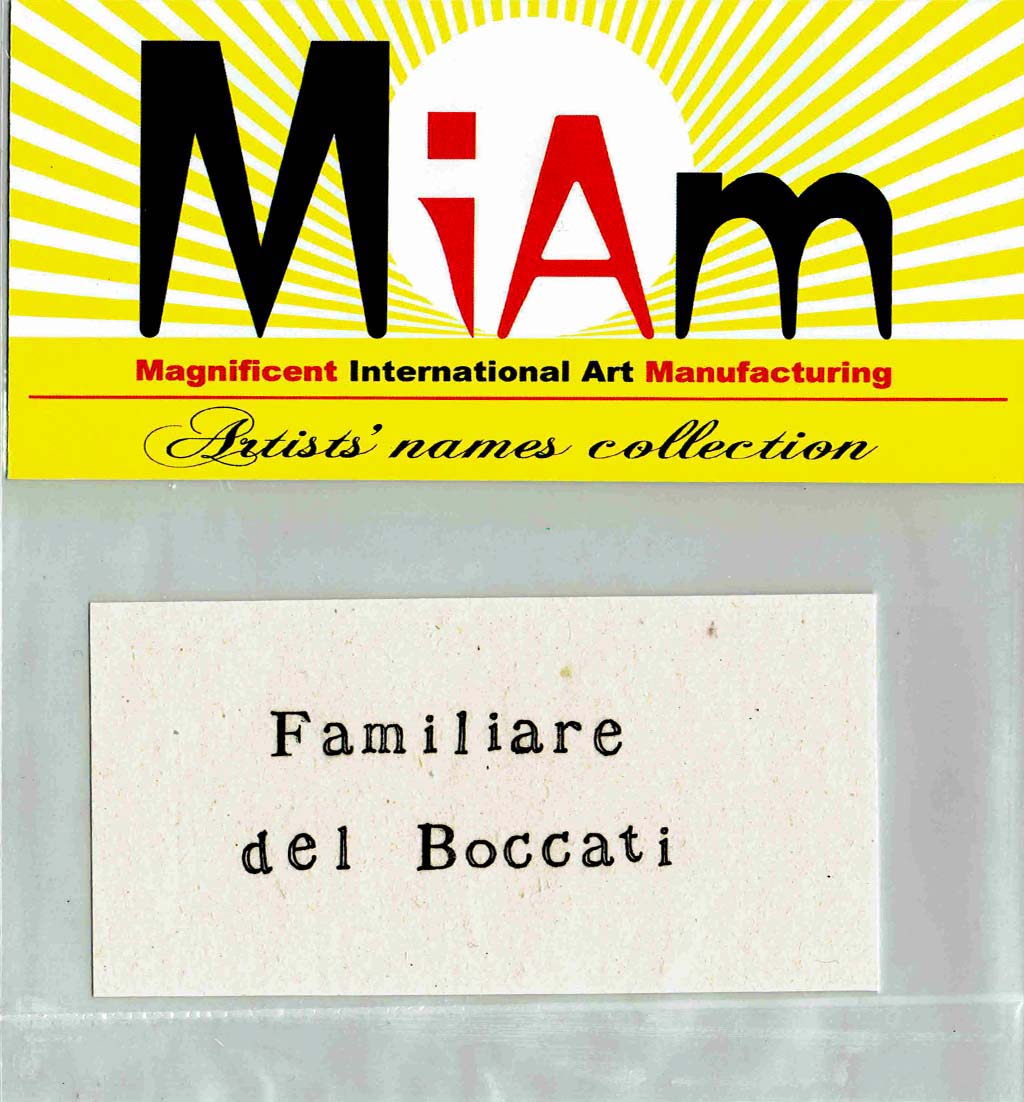 MiAm
Magnificent International Art Manufacturing
Artists' names collection
Familiare
del Boccati